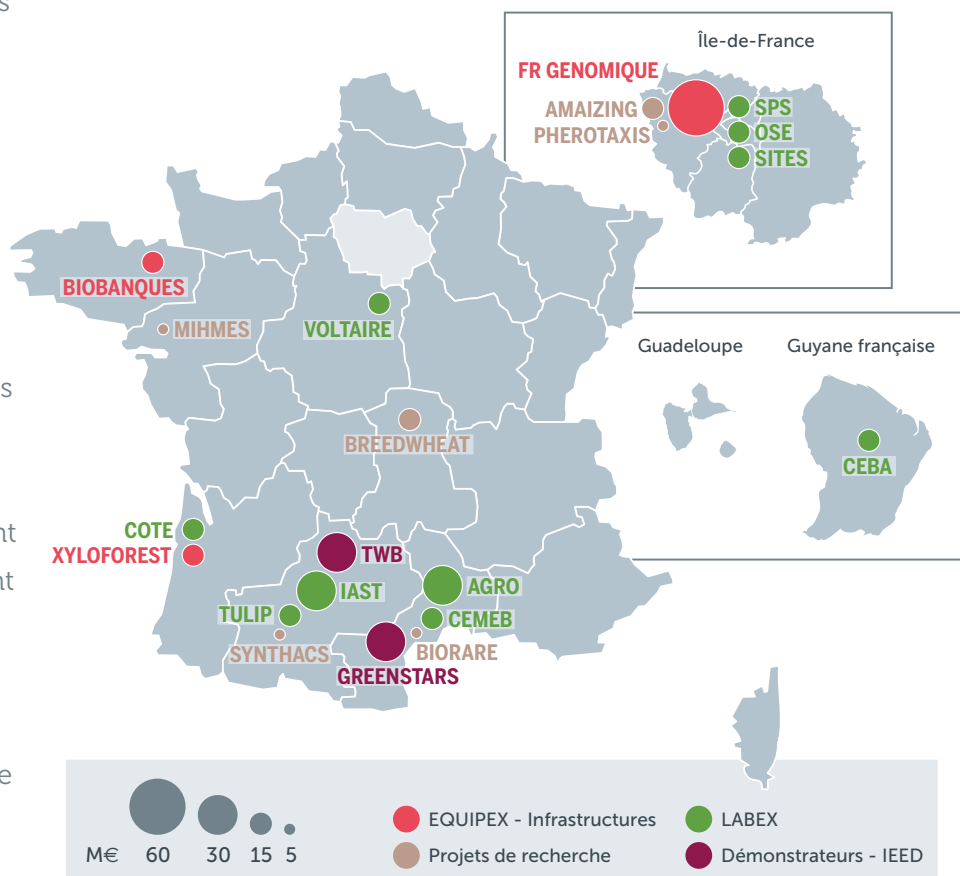 s
Île-de-France
FR GENOMIQUE
AMAIZING
PHEROTAXIS
SPS
OSE
SITES
BIOBANQUES
MIHMES
VOLTAIRE
Guadeloupe
Guyane française
s
BREEDWHEAT
CEBA
COTE
nt
XYLOFOREST
TWB
nt
IAST
AGRO
TULIP
CEMEB
SYNTHACS
BIORARE
GREENSTARS
e
EQUIPEX - Infrastructures
LABEX
M€ 60 30 15 5
Projets de recherche
Démonstrateurs - IEED